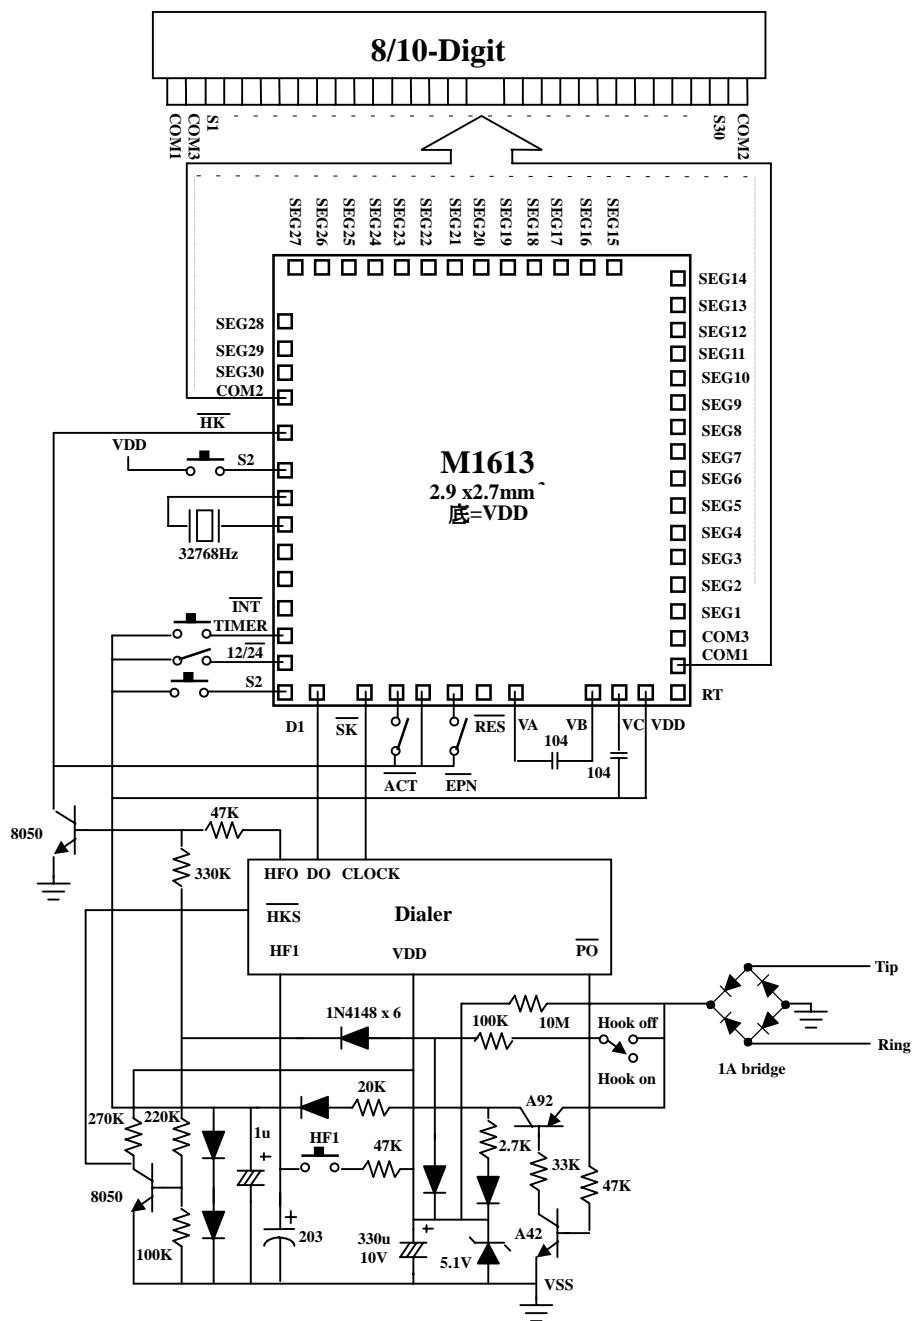 8/10-Digit
COM1
COM3
S1
S30
COM2
SEG27
SEG26
SEG25
SEG24
SEG23
SEG22
SEG21
SEG20
SEG19
SEG18
SEG17
SEG16
SEG15
SEG14
SEG13
SEG12
SEG11
SEG10
SEG9
SEG8
SEG7
SEG6
SEG5
SEG4
SEG3
SEG2
SEG1
COM3
COM1
RT
SEG28
SEG29
SEG30
COM2
HK
VDD
S2
32768Hz
INT
TIMER
12/24
S2
M1613
2.9 x2.7mm
底=VDD
D1
SK
ACT
EPN
RES
VA
VB
VC
VDD
104
104
8050
47K
330K
HFO DO CLOCK
HKS
Dialer
HF1
VDD
PO
Tip
Ring
1A bridge
1N4148 x 6
100K
10M
Hook off
Hook on
A92
20K
270K
220K
1u
HF1
47K
2.7K
33K
47K
8050
100K
203
330u
10V
5.1V
A42
VSS